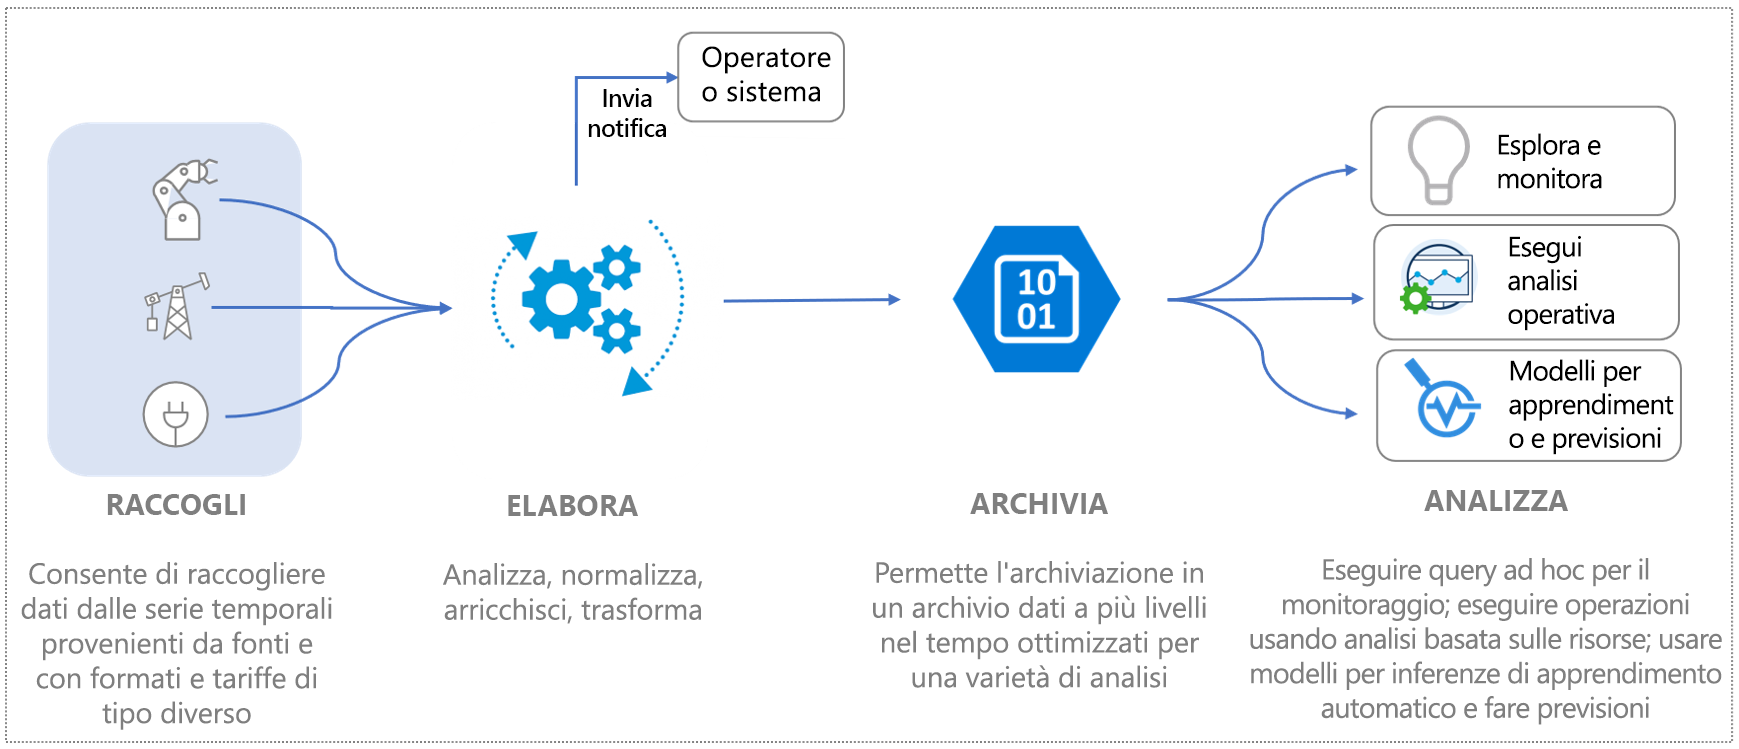 Operatore
o sistema
Invia
notifica
Esplora e
monitora
Esegui
analisi
operativa
Modelli per
apprendiment
o e previsioni
10
01
RACCOGLI
Consente di raccogliere
dati dalle serie temporali
provenienti da fonti e
con formati e tariffe di
tipo diverso
ELABORA
Analizza, normalizza,
arricchisci, trasforma
ARCHIVIA
Permette l'archiviazione in
un archivio dati a più livelli
nel tempo ottimizzati per
una varietà di analisi
ANALIZZA
Eseguire query ad hoc per il
monitoraggio; eseguire operazioni
usando analisi basata sulle risorse; usare
modelli per inferenze di apprendimento
automatico e fare previsioni